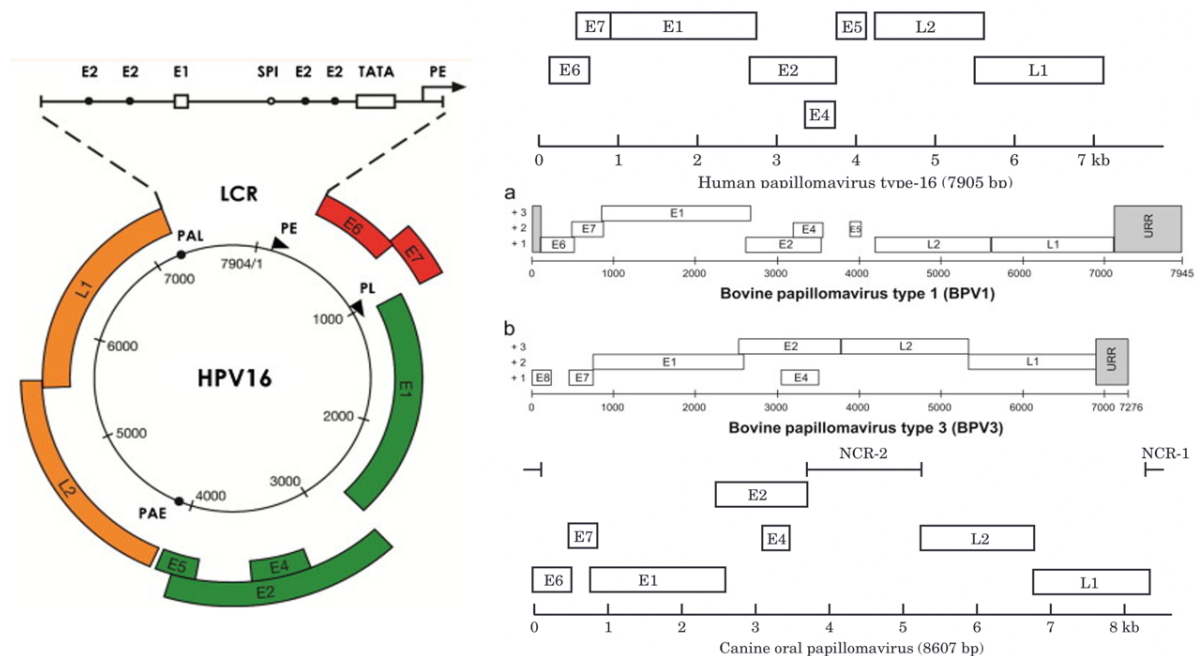 E2 E2 E1 SPI E2 E2 TATA PE
LCR
PAL
PE
7904/1
7000
E6
E7
L1
PL
1000
6000
HPV16
E1
2000
5000
L2
PAE
4000
3000
E5
E4
E2
E7 E1 E5 L2
E6 E2 L1
E4
0 1 2 3 4 5 6 7 kb
Human papillomavirus type-16 (7905 bp)
a
+ 3 E1
+ 2 E7 E4 E5
+ 1 E6 E2 L2 L1
URR
0 1000 2000 3000 4000 5000 6000 7000 7945
Bovine papillomavirus type 1 (BPV1)
b
+ 3 E2 L2
+ 2 E1 L1
+ 1 E8 E7 E4
URR
0 1000 2000 3000 4000 5000 6000 7000 7276
Bovine papillomavirus type 3 (BPV3)
NCR-2 NCR-1
E2
E7 E4 L2
E6 E1 L1
0 1 2 3 4 5 6 7 8 kb
Canine oral papillomavirus (8607 bp)